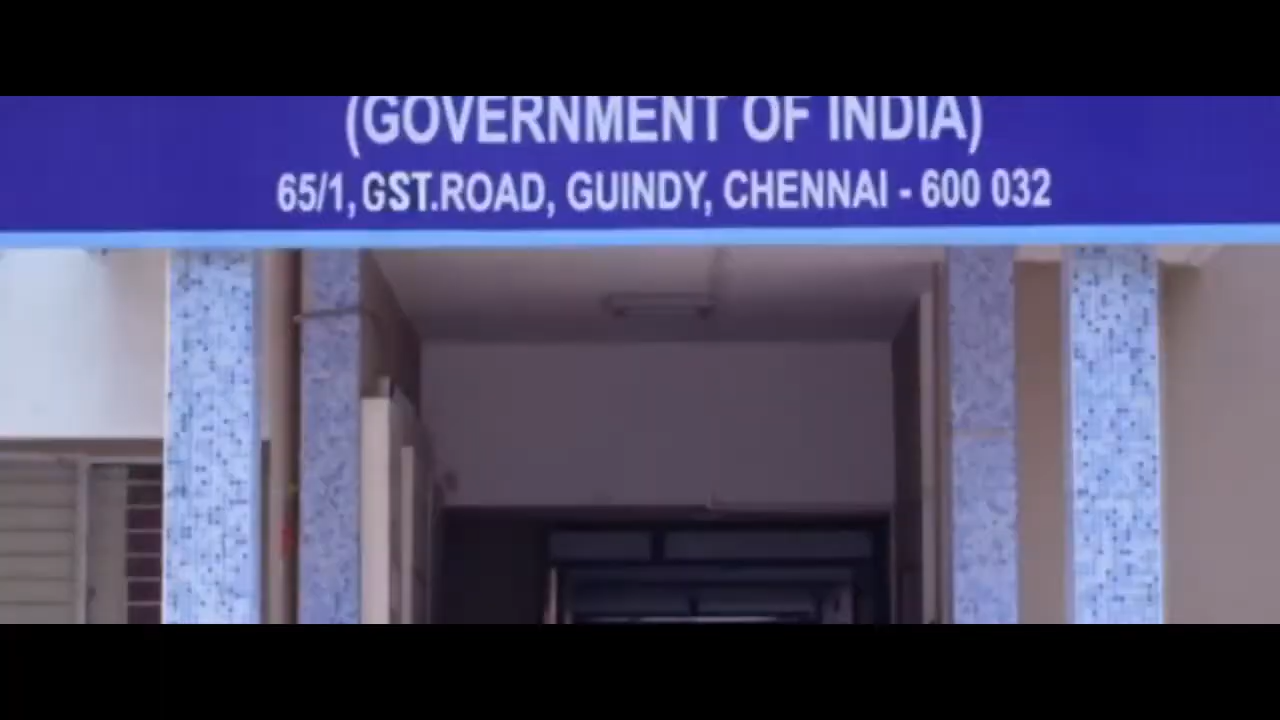 (GOVERNMENT OF INDIA)
65/1, GST.ROAD, GUINDY, CHENNAI - 600 032